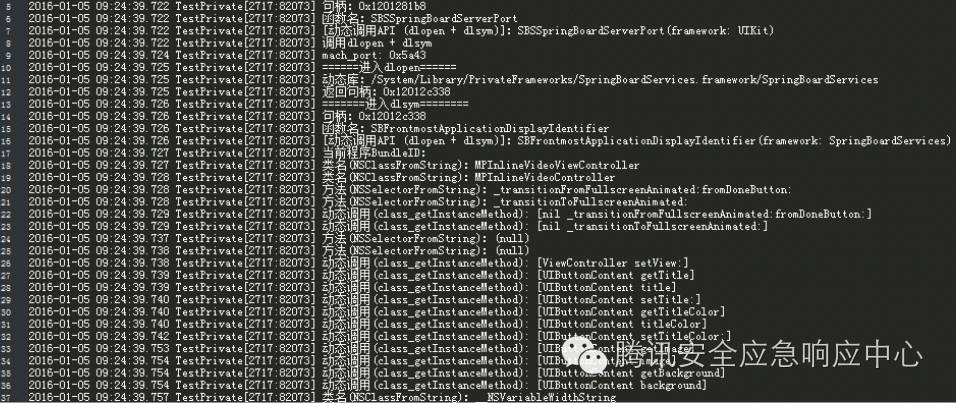 5 2016-01-05 09:24:39.722 TestPrivate[2717:82073] 句柄: 0x1201281b8
6 2016-01-05 09:24:39.722 TestPrivate[2717:82073] 函数名: SBSSpringBoardServerPort
7 2016-01-05 09:24:39.722 TestPrivate[2717:82073] [动态调用API (dlopen + dlsym)]: SBSSpringBoardServerPort(framework: UIKit)
8 2016-01-05 09:24:39.722 TestPrivate[2717:82073] 调用dlopen + dlsym
9 2016-01-05 09:24:39.724 TestPrivate[2717:82073] mach_port: 0x5a43
10 2016-01-05 09:24:39.725 TestPrivate[2717:82073] ======进入dlopen======
11 2016-01-05 09:24:39.725 TestPrivate[2717:82073] 动态库: /System/Library/PrivateFrameworks/SpringBoardServices.framework/SpringBoardServices
12 2016-01-05 09:24:39.725 TestPrivate[2717:82073] 返回句柄: 0x12012c338
13 2016-01-05 09:24:39.726 TestPrivate[2717:82073] =======进入dlsym========
14 2016-01-05 09:24:39.726 TestPrivate[2717:82073] 句柄: 0x12012c338
15 2016-01-05 09:24:39.726 TestPrivate[2717:82073] 函数名: SBFrontmostApplicationDisplayIdentifier
16 2016-01-05 09:24:39.726 TestPrivate[2717:82073] [动态调用API (dlopen + dlsym)]: SBFrontmostApplicationDisplayIdentifier(framework: SpringBoardServices)
17 2016-01-05 09:24:39.727 TestPrivate[2717:82073] 当前程序BundleID:
18 2016-01-05 09:24:39.727 TestPrivate[2717:82073] 类名(NSClassFromString): MPInlineVideoViewController
19 2016-01-05 09:24:39.728 TestPrivate[2717:82073] 类名(NSClassFromString): MPInlineVideoController
20 2016-01-05 09:24:39.728 TestPrivate[2717:82073] 方法(NSSelectorFromString): _transitionFromFullscreenAnimated:fromDoneButton:
21 2016-01-05 09:24:39.728 TestPrivate[2717:82073] 方法(NSSelectorFromString): _transitionToFullscreenAnimated:
22 2016-01-05 09:24:39.729 TestPrivate[2717:82073] 动态调用(class_getInstanceMethod): [nil _transitionFromFullscreenAnimated:fromDoneButton:]
23 2016-01-05 09:24:39.729 TestPrivate[2717:82073] 动态调用(class_getInstanceMethod): [nil _transitionToFullscreenAnimated:]
24 2016-01-05 09:24:39.737 TestPrivate[2717:82073] 方法(NSSelectorFromString): (null)
25 2016-01-05 09:24:39.738 TestPrivate[2717:82073] 方法(NSSelectorFromString): (null)
26 2016-01-05 09:24:39.738 TestPrivate[2717:82073] 动态调用(class_getInstanceMethod): [ViewController setView:]
27 2016-01-05 09:24:39.739 TestPrivate[2717:82073] 动态调用(class_getInstanceMethod): [UIButtonContent getTitle]
28 2016-01-05 09:24:39.739 TestPrivate[2717:82073] 动态调用(class_getInstanceMethod): [UIButtonContent title]
29 2016-01-05 09:24:39.740 TestPrivate[2717:82073] 动态调用(class_getInstanceMethod): [UIButtonContent setTitle:]
30 2016-01-05 09:24:39.740 TestPrivate[2717:82073] 动态调用(class_getInstanceMethod): [UIButtonContent getTitleColor]
31 2016-01-05 09:24:39.740 TestPrivate[2717:82073] 动态调用(class_getInstanceMethod): [UIButtonContent titleColor]
32 2016-01-05 09:24:39.742 TestPrivate[2717:82073] 动态调用(class_getInstanceMethod): [UIButtonContent setTitleColor:]
33 2016-01-05 09:24:39.753 TestPrivate[2717:82073] 动态调用(class_getInstanceMethod):
34 2016-01-05 09:24:39.754 TestPrivate[2717:82073] 动态调用(class_getInstanceMethod):
腾讯安全应急响应中心
35 2016-01-05 09:24:39.754 TestPrivate[2717:82073] 动态调用(class_getInstanceMethod): [UIButtonContent getBackground]
36 2016-01-05 09:24:39.754 TestPrivate[2717:82073] 动态调用(class_getInstanceMethod): [UIButtonContent background]
37 2016-01-05 09:24:39.757 TestPrivate[2717:82073] 类名(NSClassFromString): __NSVariableWidthString